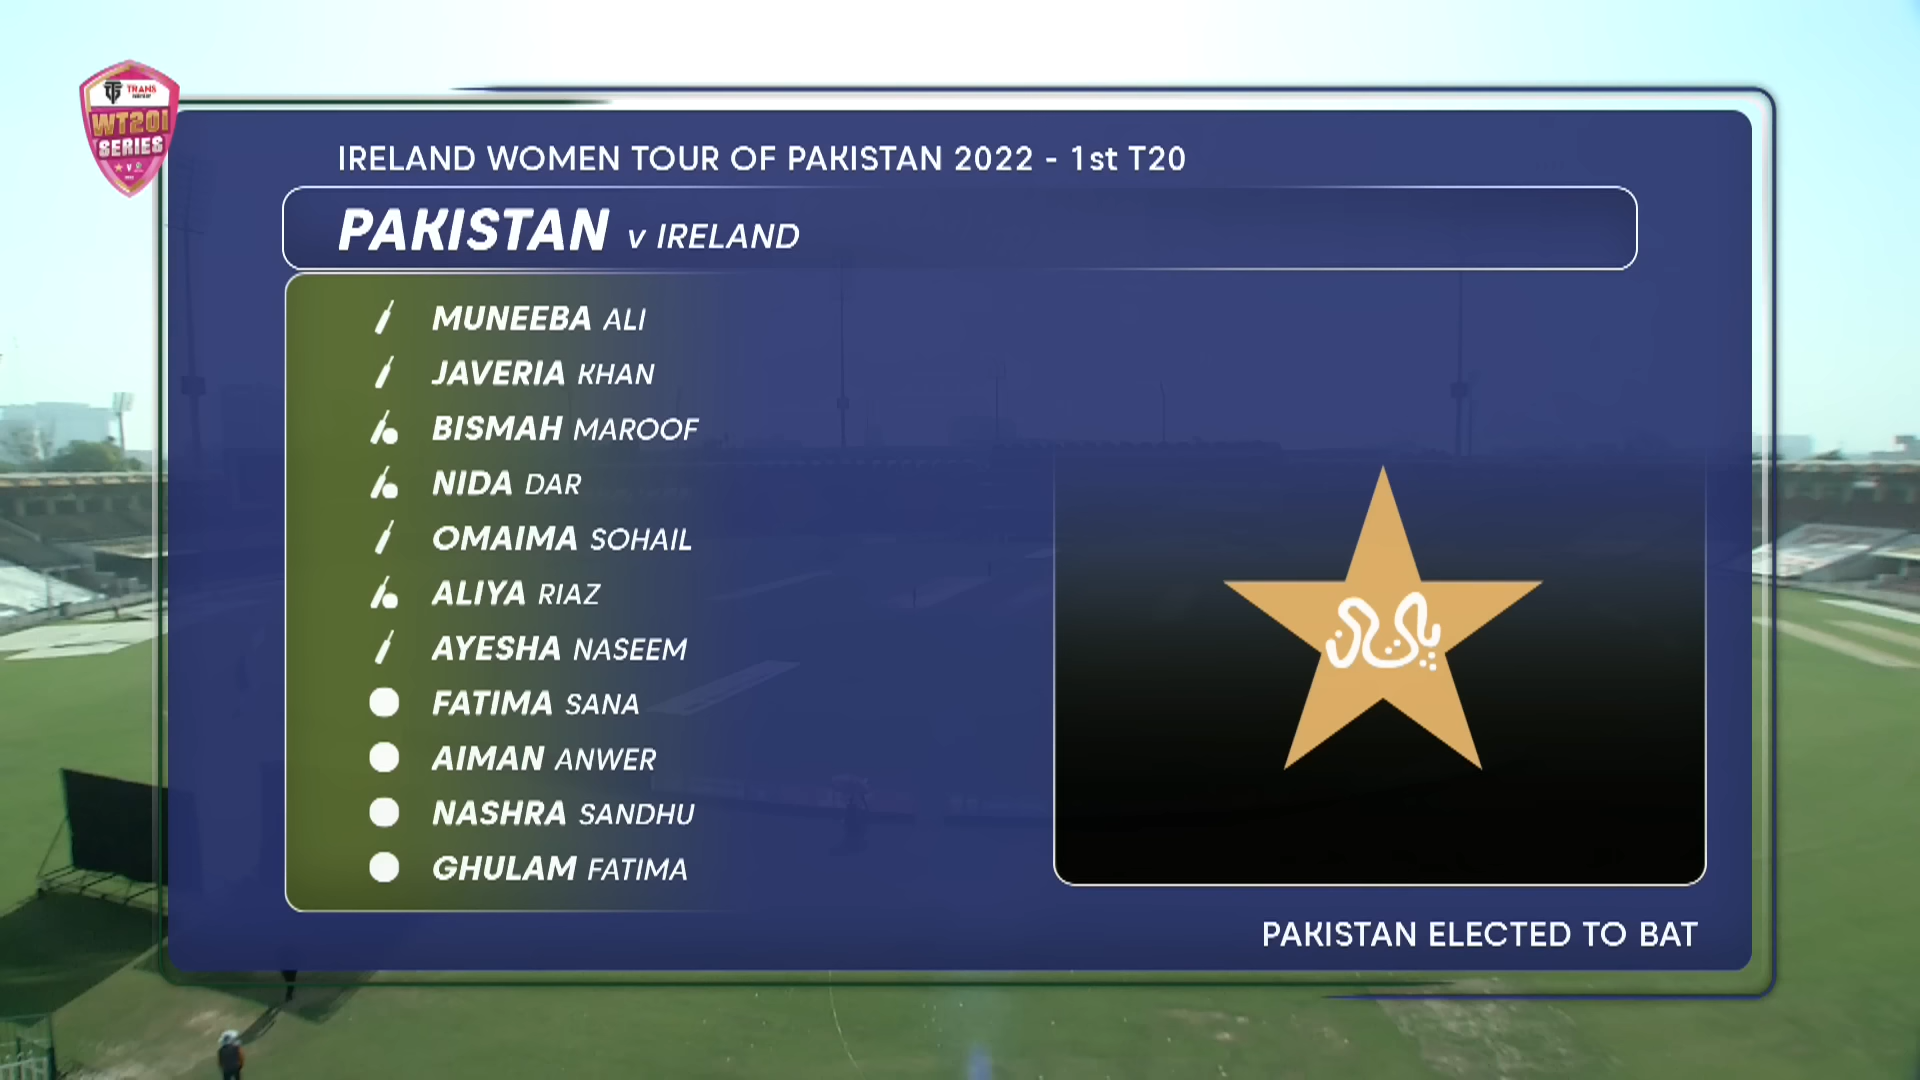 TRANS
WT20I
SERIES
IRELAND WOMEN TOUR OF PAKISTAN 2022 - 1st T20
PAKISTAN v IRELAND
MUNEEBA ALI
JAVERIA KHAN
BISMAH MAROOF
NIDA DAR
OMAIMA SOHAIL
ALIYA RIAZ
AYESHA NASEEM
FATIMA SANA
AIMAN ANWER
NASHRA SANDHU
GHULAM FATIMA
PAKISTAN ELECTED TO BAT